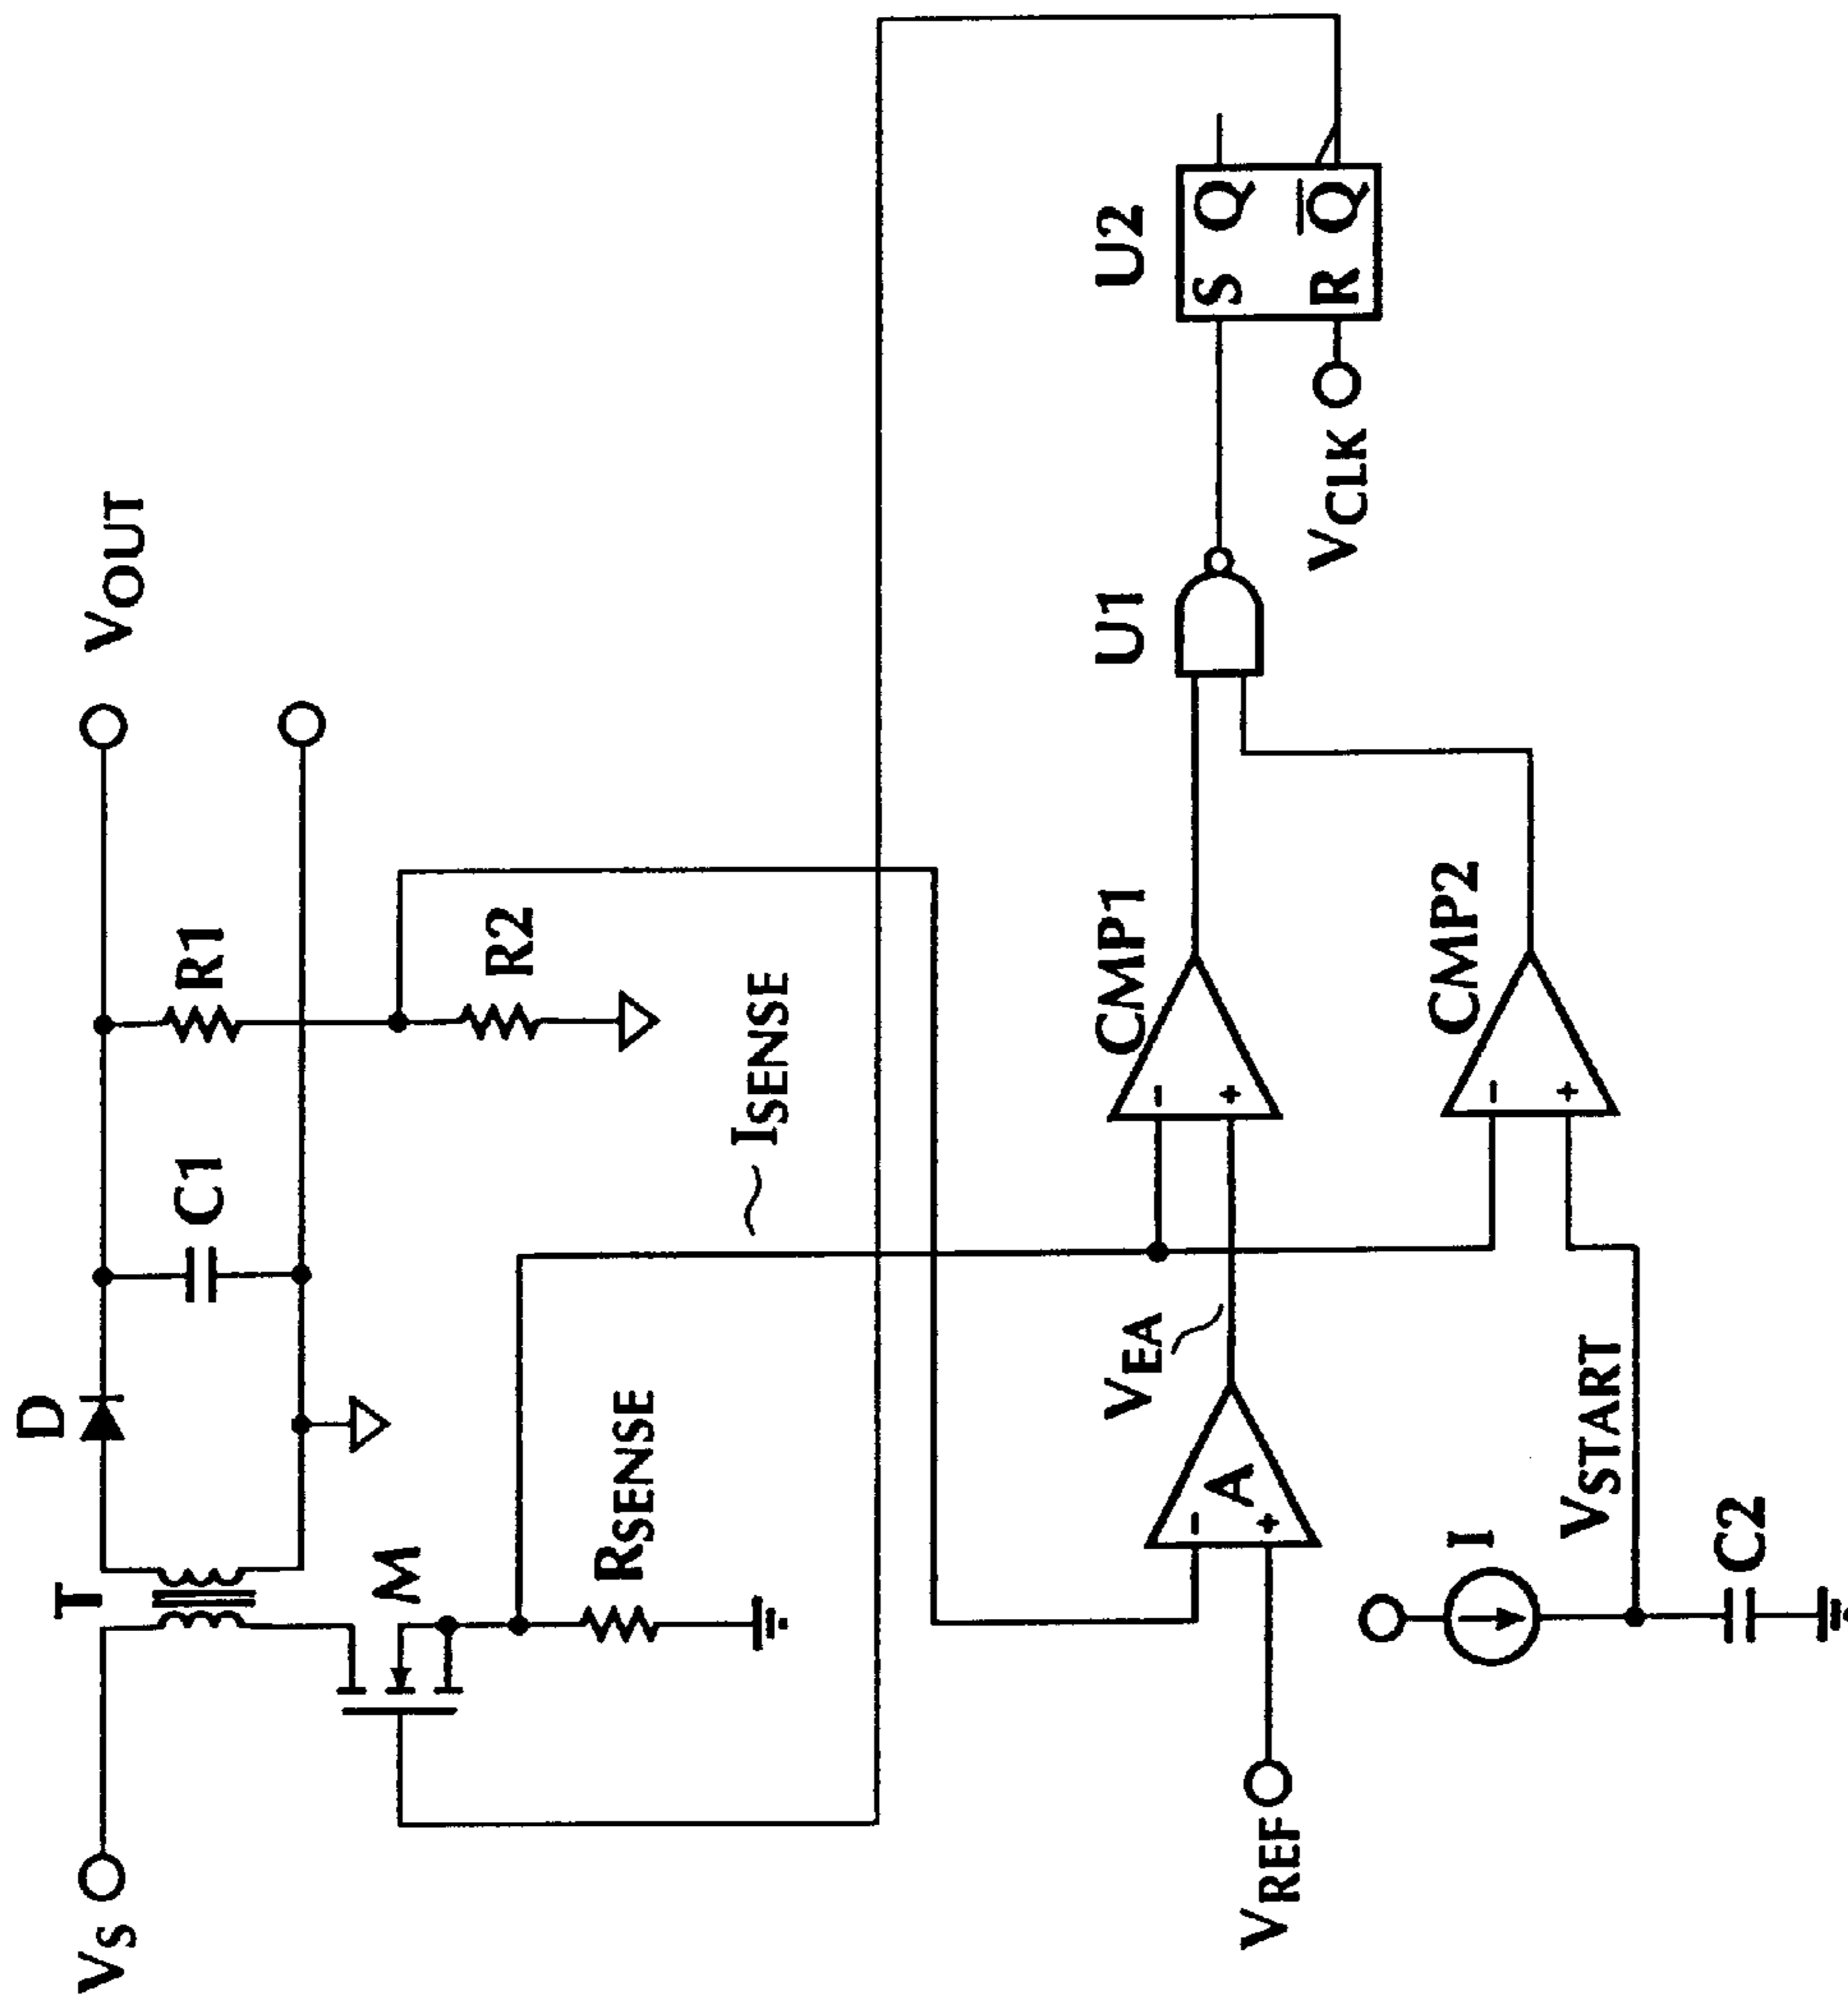 VS
T
D
C1
R1
VOUT
M
RSENSE
R2
ISENSE
VREF
-
+
A
VEA
-
+
CMP1
U1
U2
S
Q
R
Q
VCLK
I
VSTART
C2
-
+
CMP2